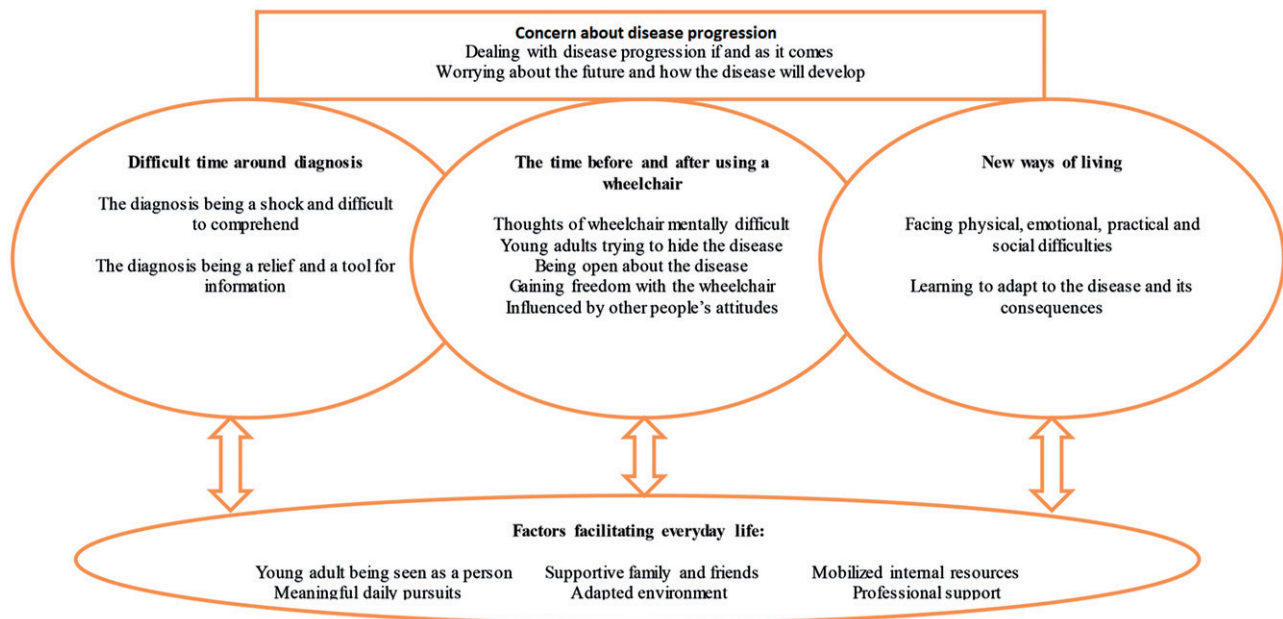 Concern about disease progression
Dealing with disease progression if and as it comes
Worrying about the future and how the disease will develop
Difficult time around diagnosis
The diagnosis being a shock and difficult
to comprehend
The diagnosis being a relief and a tool for
information
The time before and after using a
wheelchair
Thoughts of wheelchair mentally difficult
Young adults trying to hide the disease
Being open about the disease
Gaining freedom with the wheelchair
Influenced by other people's attitudes
New ways of living
Facing physical, emotional, practical and
social difficulties
Learning to adapt to the disease and its
consequences
Factors facilitating everyday life:
Young adult being seen as a person
Meaningful daily pursuits
Supportive family and friends
Adapted environment
Mobilized internal resources
Professional support